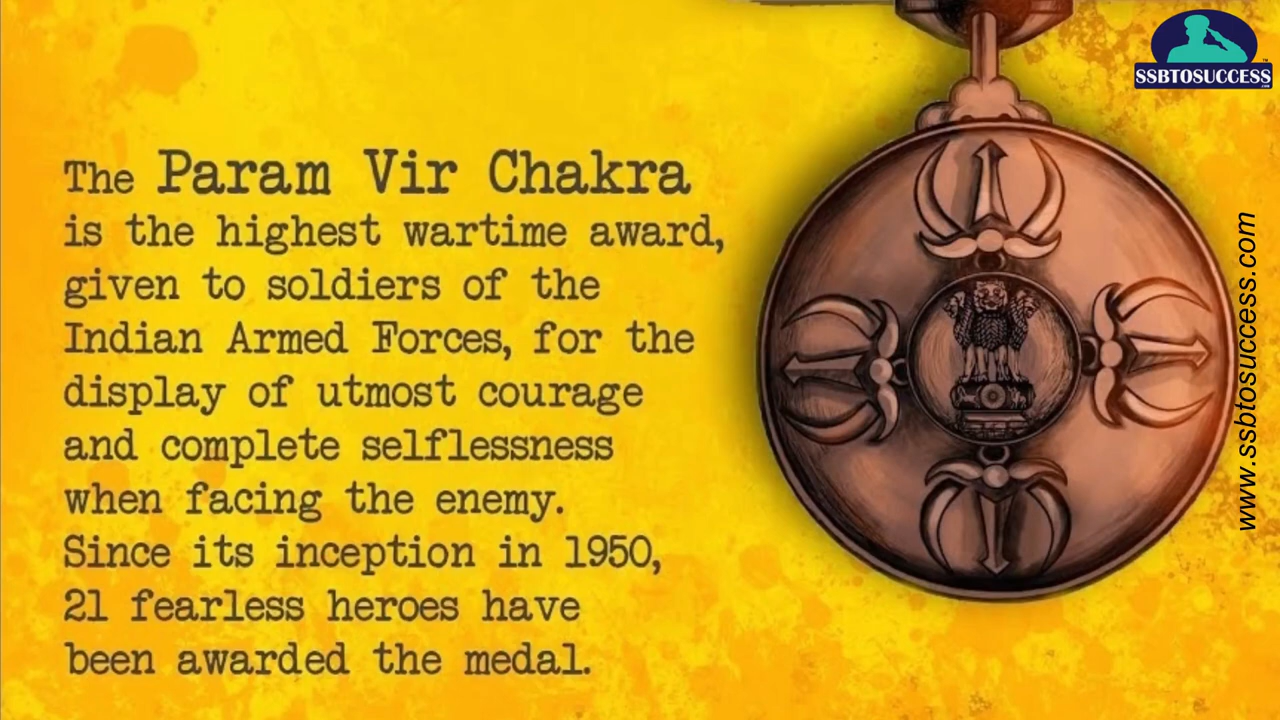 The Param Vir Chakra
is the highest wartime award,
given to soldiers of the
Indian Armed Forces, for the
display of utmost courage
and complete selflessness
when facing the enemy.
Since its inception in 1950,
21 fearless heroes have
been awarded the medal.
SSBTOSUCCESS
.com
www.ssbtosuccess.com